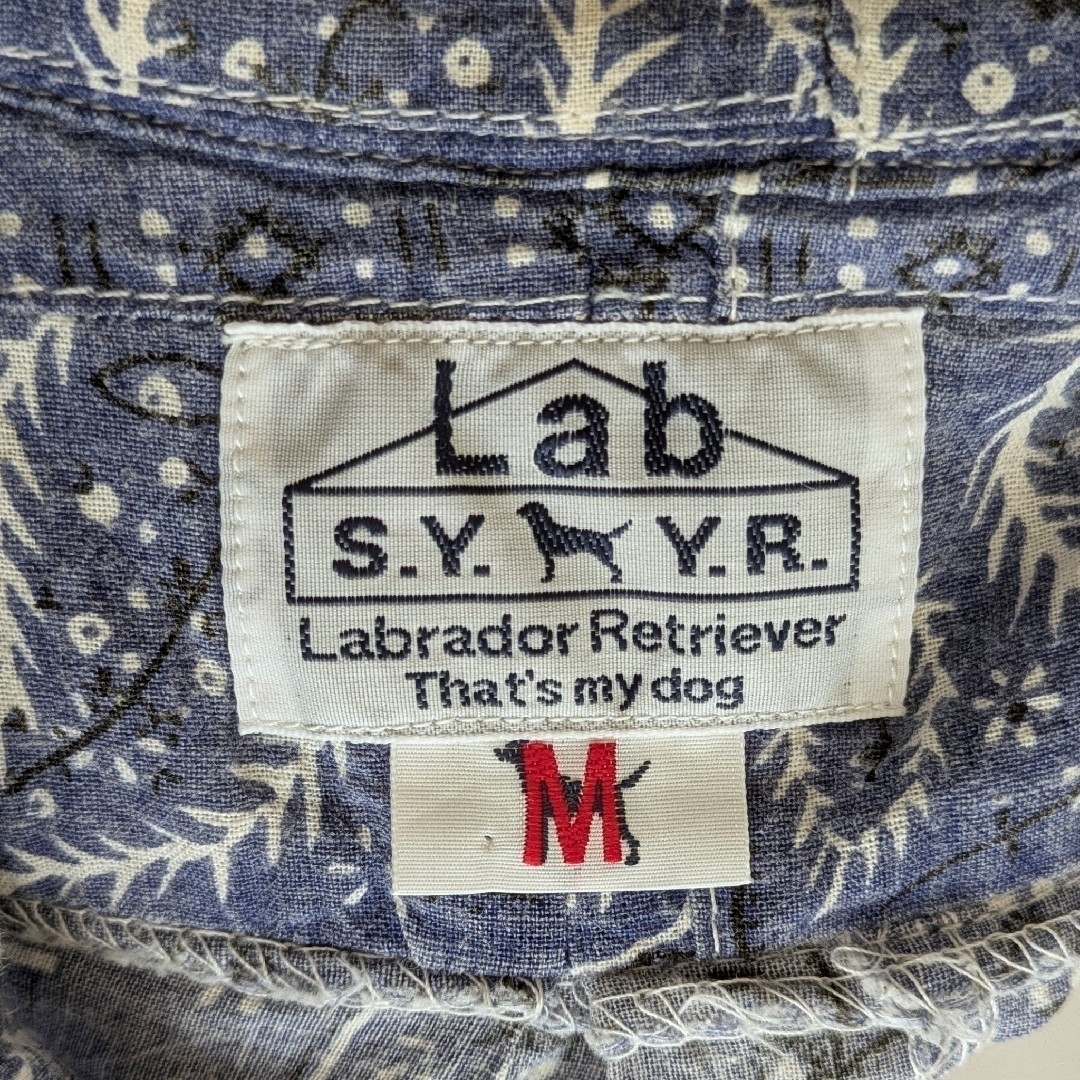 Lab
S.Y. Y.R.
Labrador Retriever
That's my dog
M